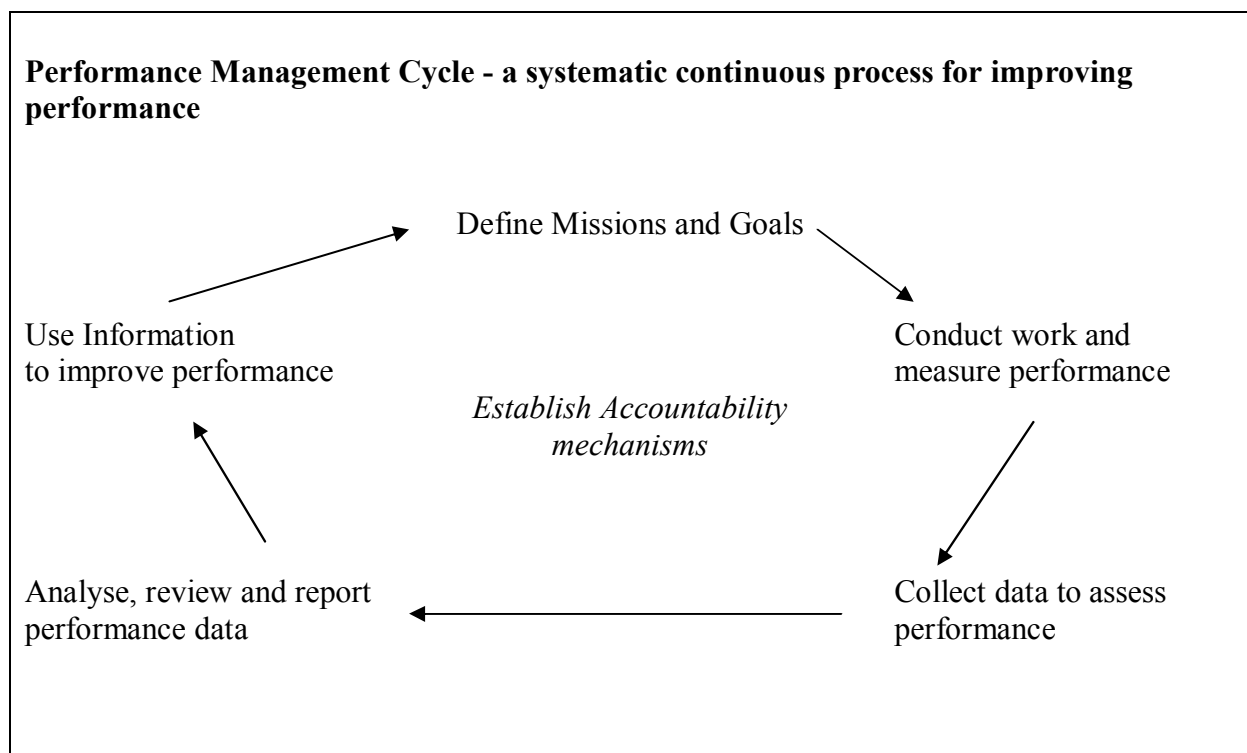 Performance Management Cycle - a systematic continuous process for improving
performance
Define Missions and Goals
Use Information
to improve performance
Conduct work and
measure performance
Establish Accountability
mechanisms
Analyse, review and report
performance data
Collect data to assess
performance